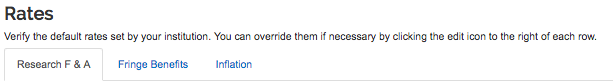 Rates
Verify the default rates set by your institution. You can override them if necessary by clicking the edit icon to the right of each row.
Research F & A Fringe Benefits Inflation